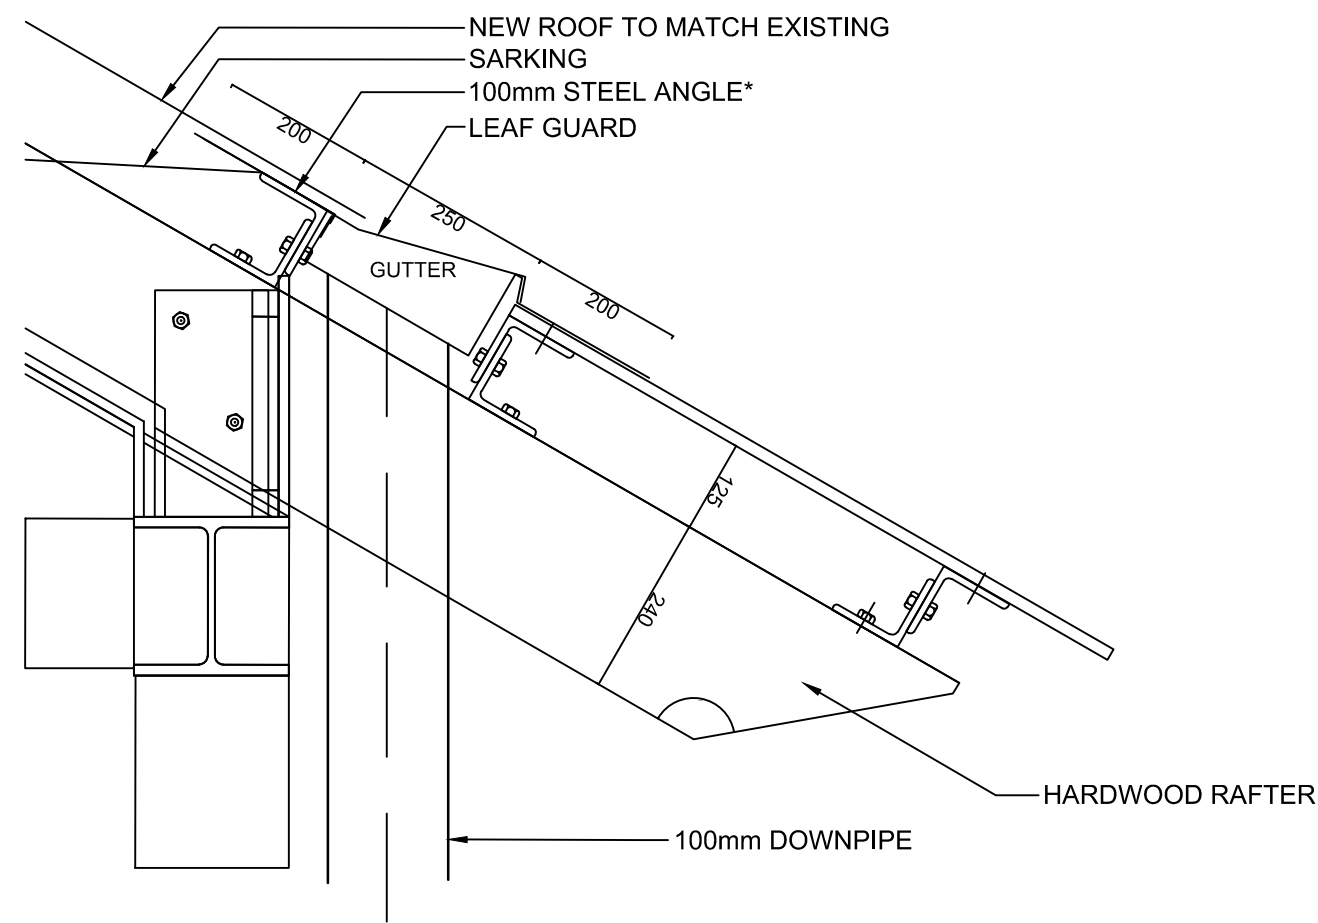 NEW ROOF TO MATCH EXISTING
SARKING
100mm STEEL ANGLE*
LEAF GUARD
200
250
GUTTER
200
125
240
HARDWOOD RAFTER
100mm DOWNPIPE